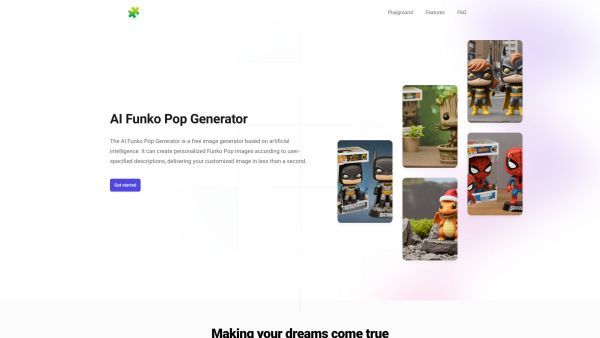 Playground Features FAQ
AI Funko Pop Generator
The AI Funko Pop Generator is a free image generator based on artificial
intelligence. It can create personalized Funko Pop images according to user-
specified descriptions, delivering your customized image in less than a second.
Get started
Making your dreams come true